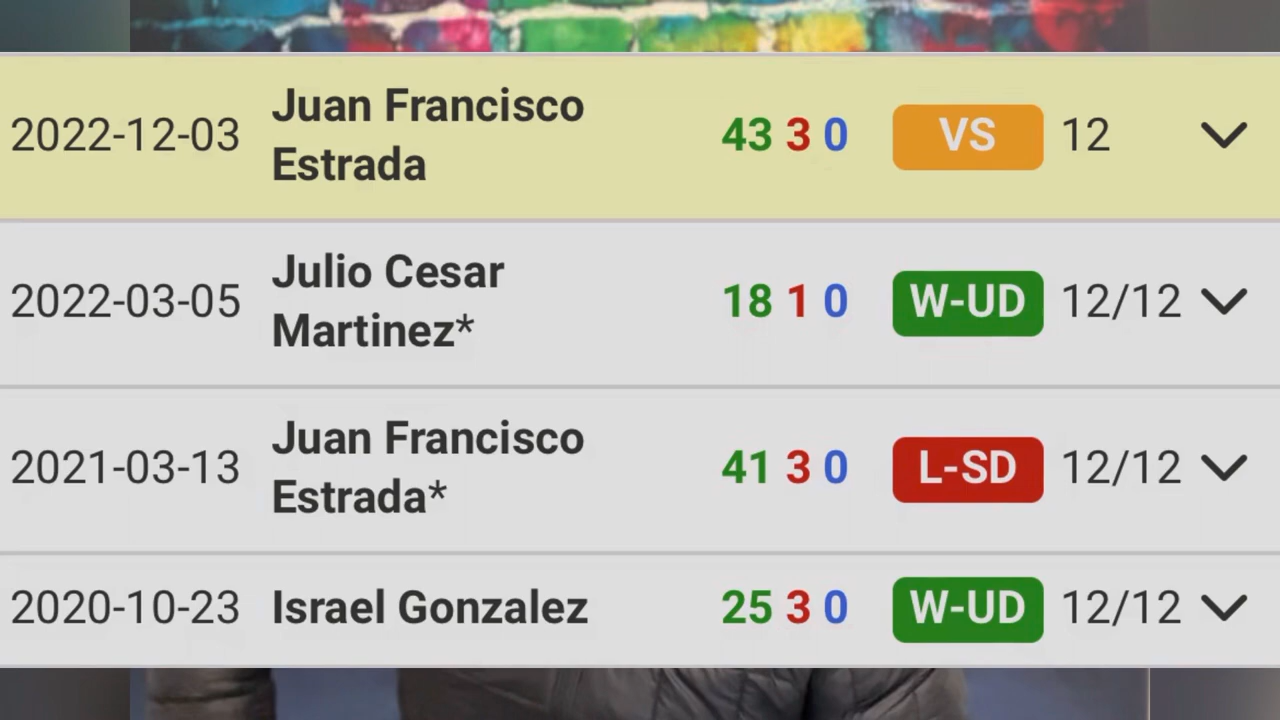 2022-12-03 Juan Francisco Estrada 43 3 0 VS 12
2022-03-05 Julio Cesar Martinez* 18 1 0 W-UD 12/12
2021-03-13 Juan Francisco Estrada* 41 3 0 L-SD 12/12
2020-10-23 Israel Gonzalez 25 3 0 W-UD 12/12